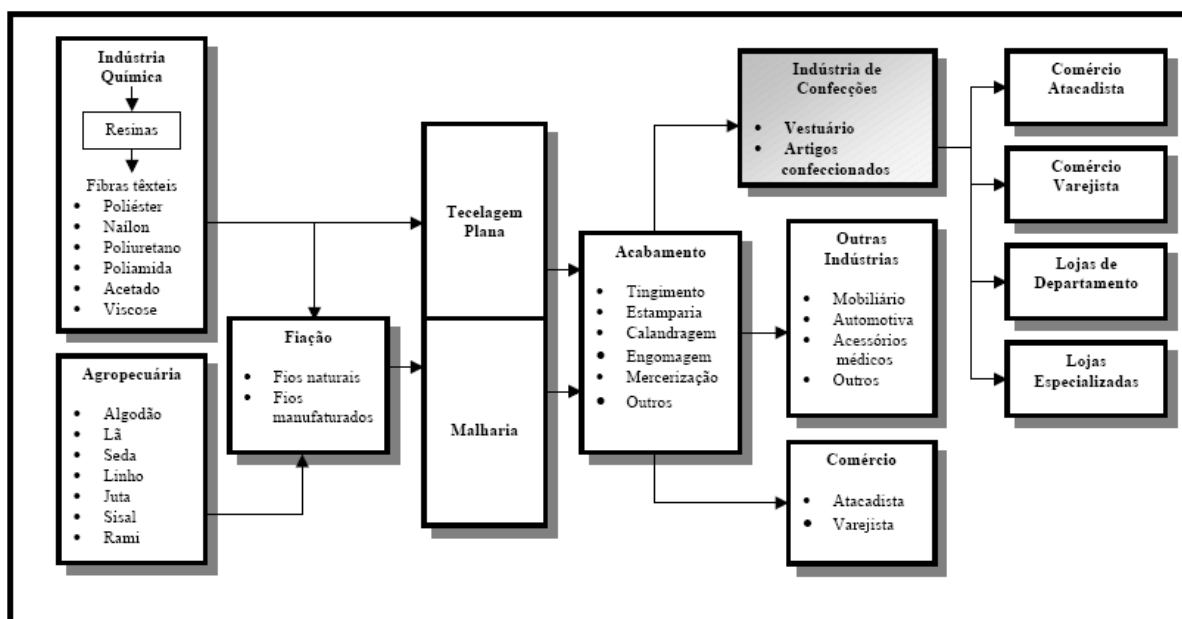 Indústria
Química
Resinas
Fibras têxteis
• Poliéster
• Naílon
• Poliuretano
• Poliamida
• Acetado
• Viscose
Agropecuária
• Algodão
• Lã
• Seda
• Linho
• Juta
• Sisal
• Rami
Fiação
• Fios naturais
• Fios
manufaturados
Tecelagem
Plana
Malharia
Acabamento
• Tingimento
• Estamparia
• Calandragem
• Engomagem
• Mercerização
• Outros
Indústria de
Confecções
• Vestuário
• Artigos
confeccionados
Outras
Indústrias
• Mobiliário
• Automotiva
• Acessórios
médicos
• Outros
Comércio
• Atacadista
• Varejista
Comércio
Atacadista
Comércio
Varejista
Lojas de
Departamento
Lojas
Especializadas